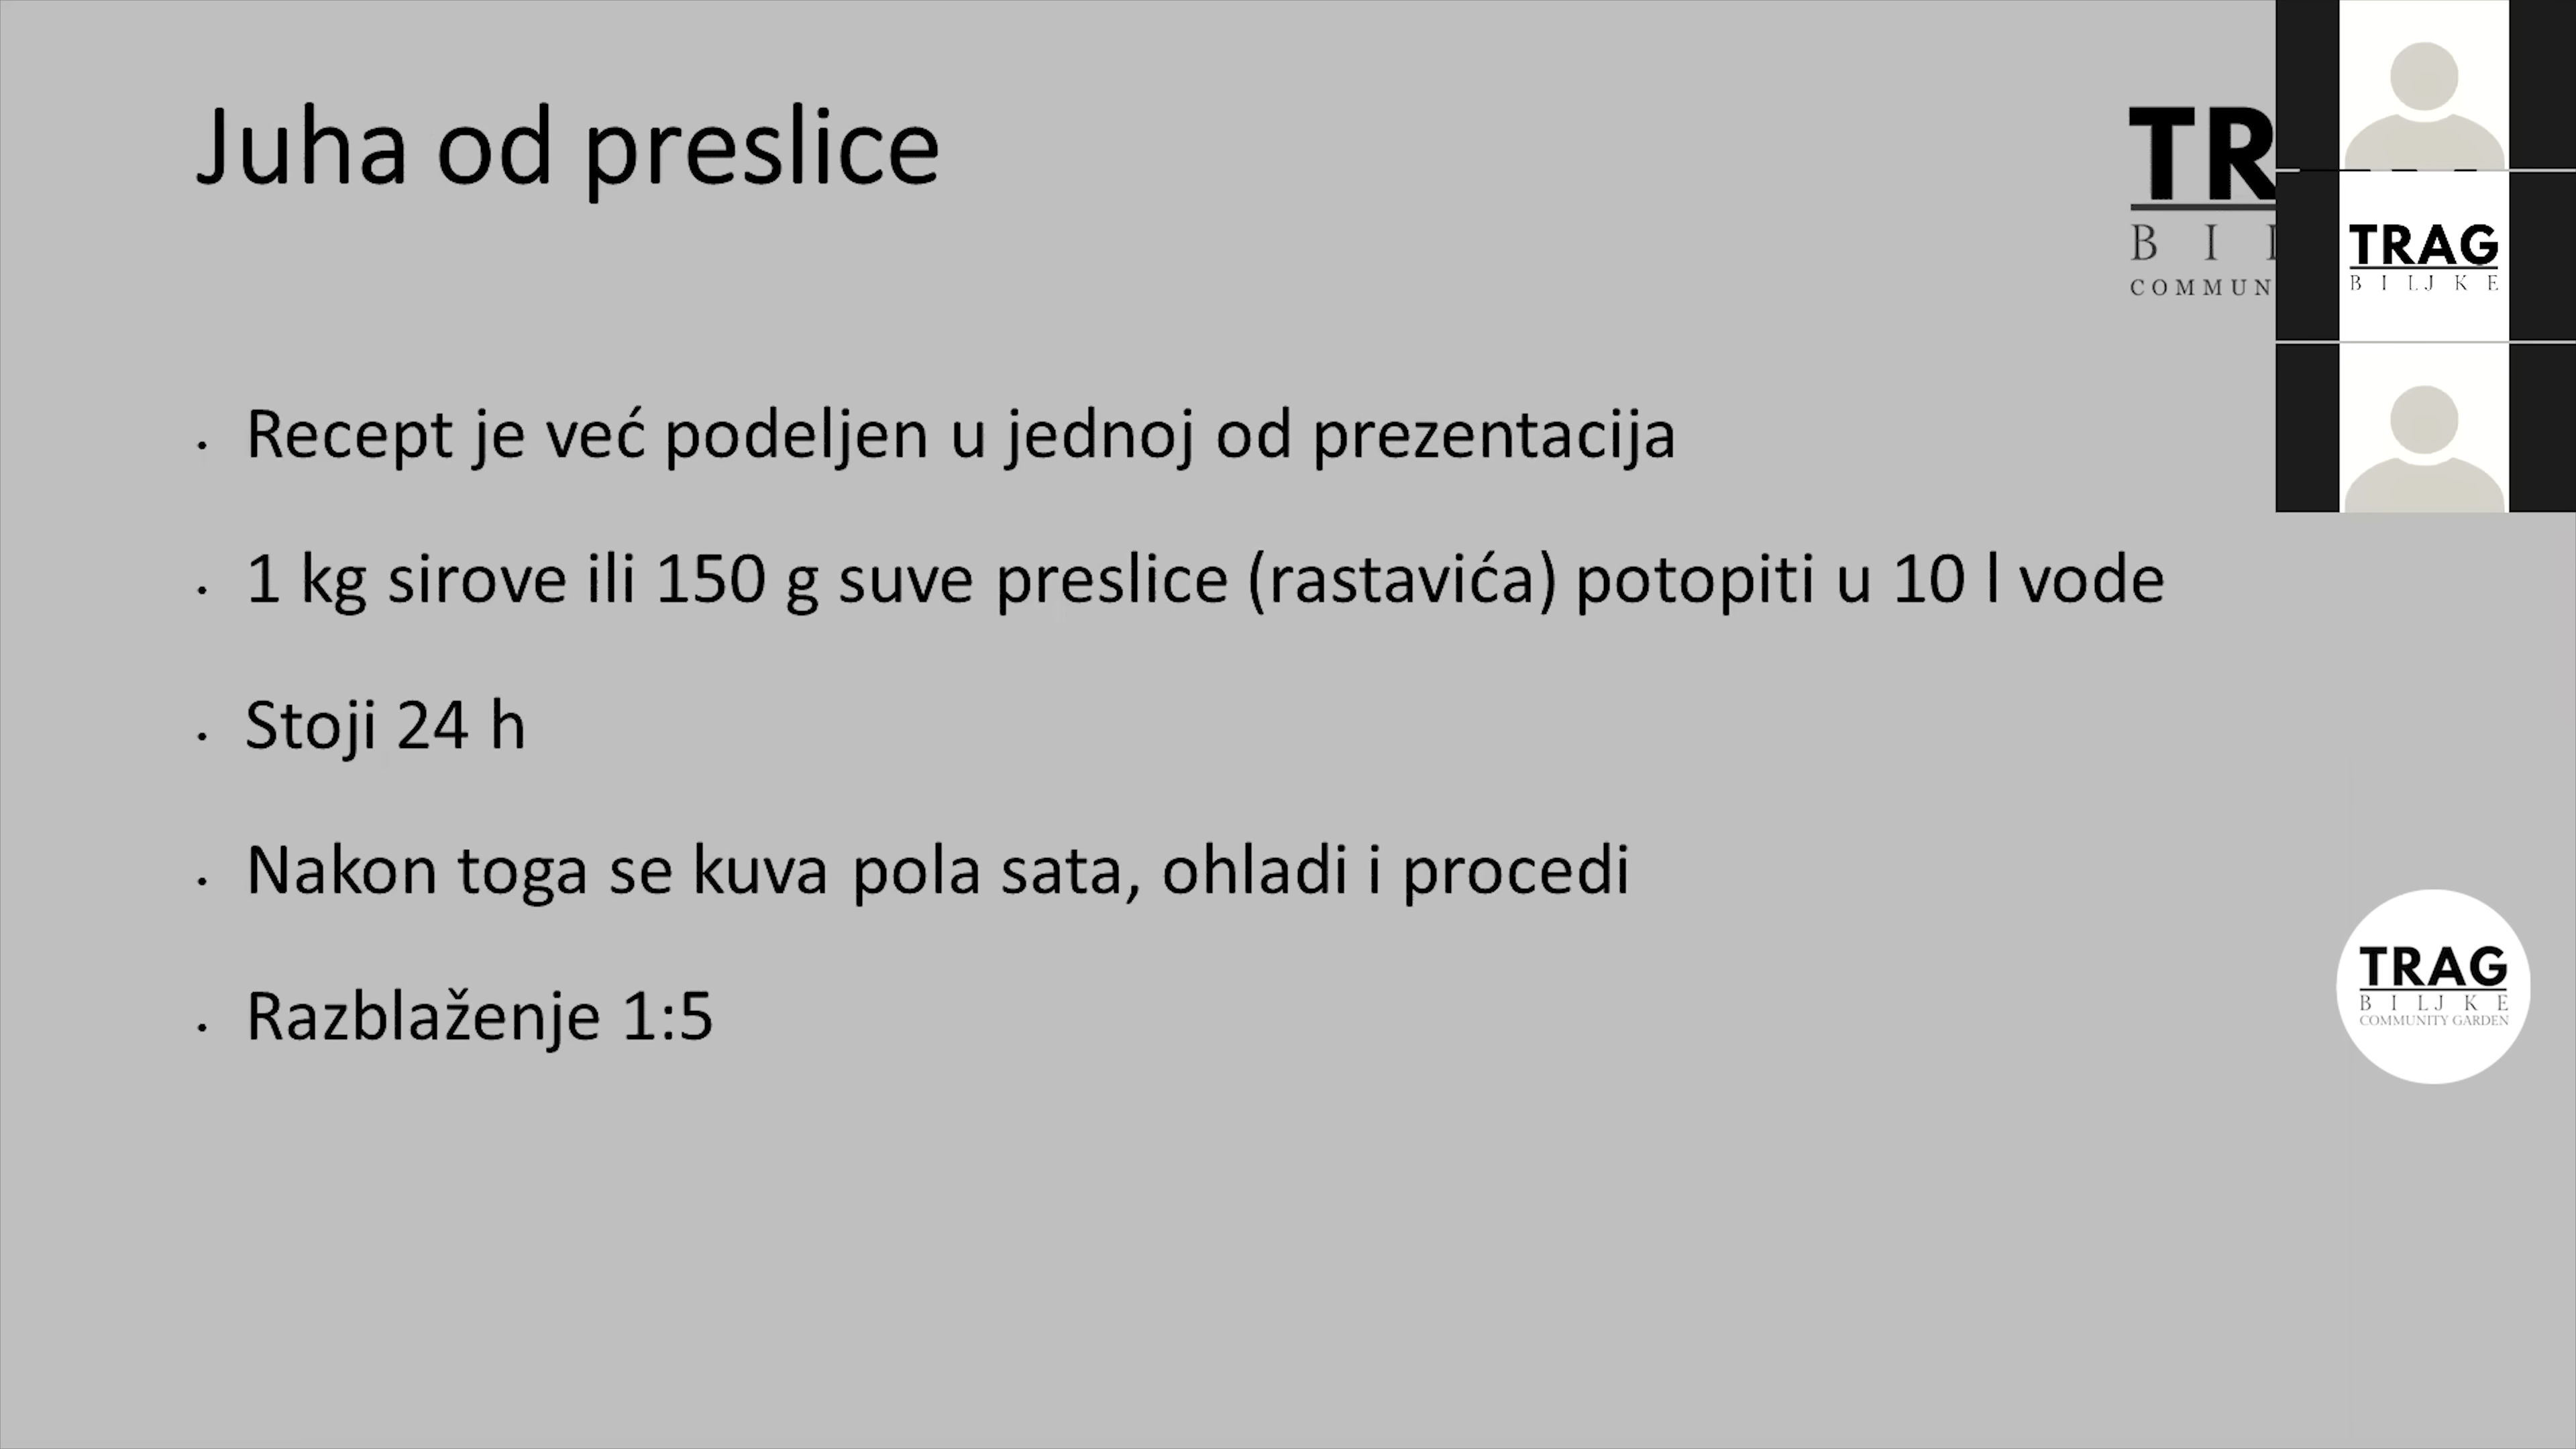 Juha od preslice
TR
B I
COMMUN
TRAG
BILJKE
Recept je već podeljen u jednoj od prezentacija
1 kg sirove ili 150 g suve preslice (rastavića) potopiti u 10 l vode
Stoji 24 h
Nakon toga se kuva pola sata, ohladi i procedi
Razblaženje 1:5
TRAG
BILJKE
COMMUNITY GARDEN